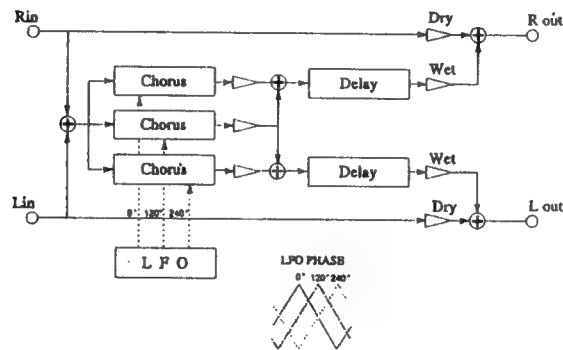 Rin
Dry
R out
Wet
Chorus
Delay
Chorus
Chorus
Delay
Wet
Lin
0° 120° 240°
Dry
L out
L F O
LFO PHASE
0° 120° 240°